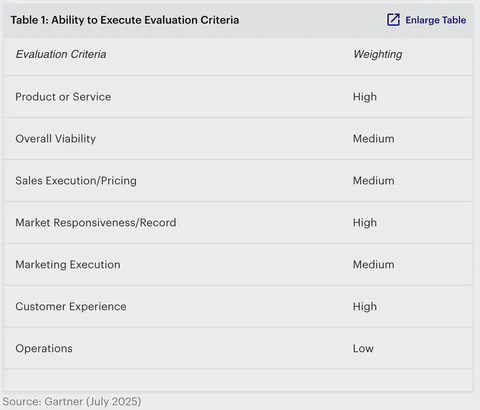 Table 1: Ability to Execute Evaluation Criteria Enlarge Table
Evaluation Criteria Weighting
Product or Service High
Overall Viability Medium
Sales Execution/Pricing Medium
Market Responsiveness/Record High
Marketing Execution Medium
Customer Experience High
Operations Low
Source: Gartner (July 2025)